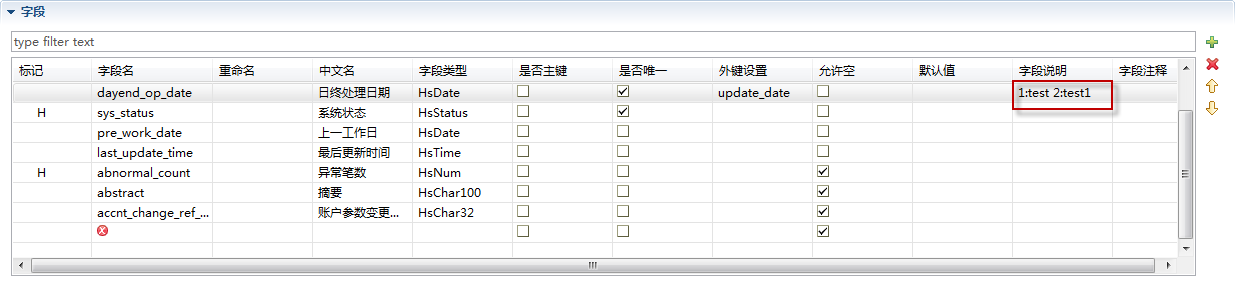 字段
type filter text
标记 字段名 重命名 中文名 字段类型 是否主键 是否唯一 外键设置 允许空 默认值 字段说明 字段注释
dayend_op_date 日终处理日期 HsDate update_date 1:test 2:test1
H sys_status 系统状态 HsStatus
pre_work_date 上一工作日 HsDate
last_update_time 最后更新时间 HsTime
H abnormal_count 异常笔数 HsNum
abstract 摘要 HsChar100
accnt_change_ref_... 账户参数变更... HsChar32